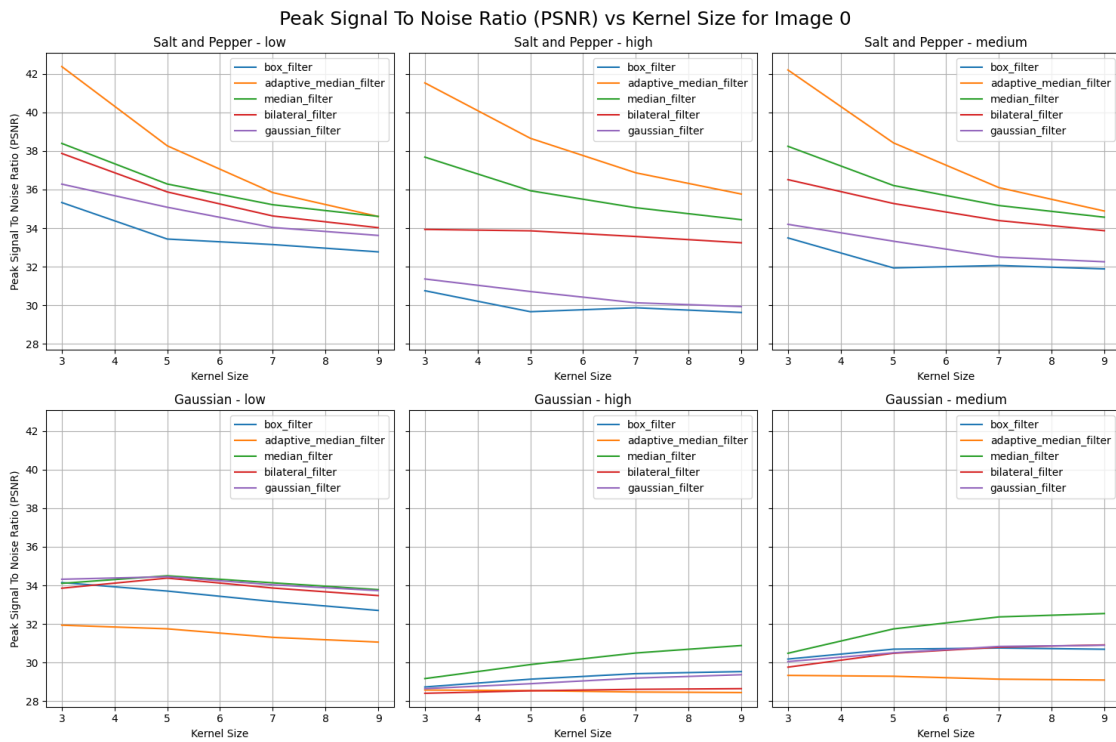 Peak Signal To Noise Ratio (PSNR) vs Kernel Size for Image 0
Salt and Pepper - low
box_filter
adaptive_median_filter
median_filter
bilateral_filter
gaussian_filter
42
40
38
36
34
32
30
28
Peak Signal To Noise Ratio (PSNR)
3 4 5 6 7 8 9
Kernel Size
Salt and Pepper - high
box_filter
adaptive_median_filter
median_filter
bilateral_filter
gaussian_filter
3 4 5 6 7 8 9
Kernel Size
Salt and Pepper - medium
box_filter
adaptive_median_filter
median_filter
bilateral_filter
gaussian_filter
3 4 5 6 7 8 9
Kernel Size
Gaussian - low
box_filter
adaptive_median_filter
median_filter
bilateral_filter
gaussian_filter
42
40
38
36
34
32
30
28
Peak Signal To Noise Ratio (PSNR)
3 4 5 6 7 8 9
Kernel Size
Gaussian - high
box_filter
adaptive_median_filter
median_filter
bilateral_filter
gaussian_filter
3 4 5 6 7 8 9
Kernel Size
Gaussian - medium
box_filter
adaptive_median_filter
median_filter
bilateral_filter
gaussian_filter
3 4 5 6 7 8 9
Kernel Size